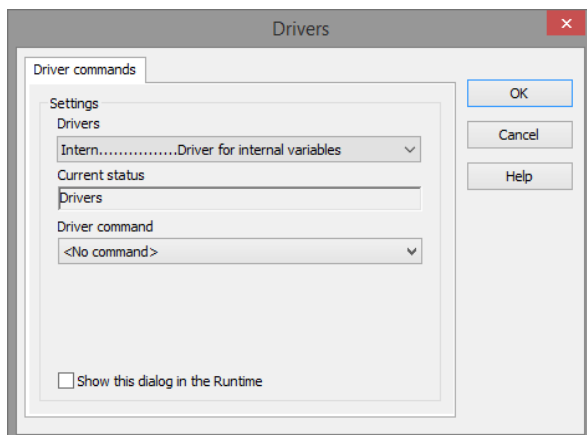 Drivers
Driver commands
Settings
Drivers
Intern................Driver for internal variables
Current status
Drivers
Driver command
<No command>
Show this dialog in the Runtime
OK
Cancel
Help